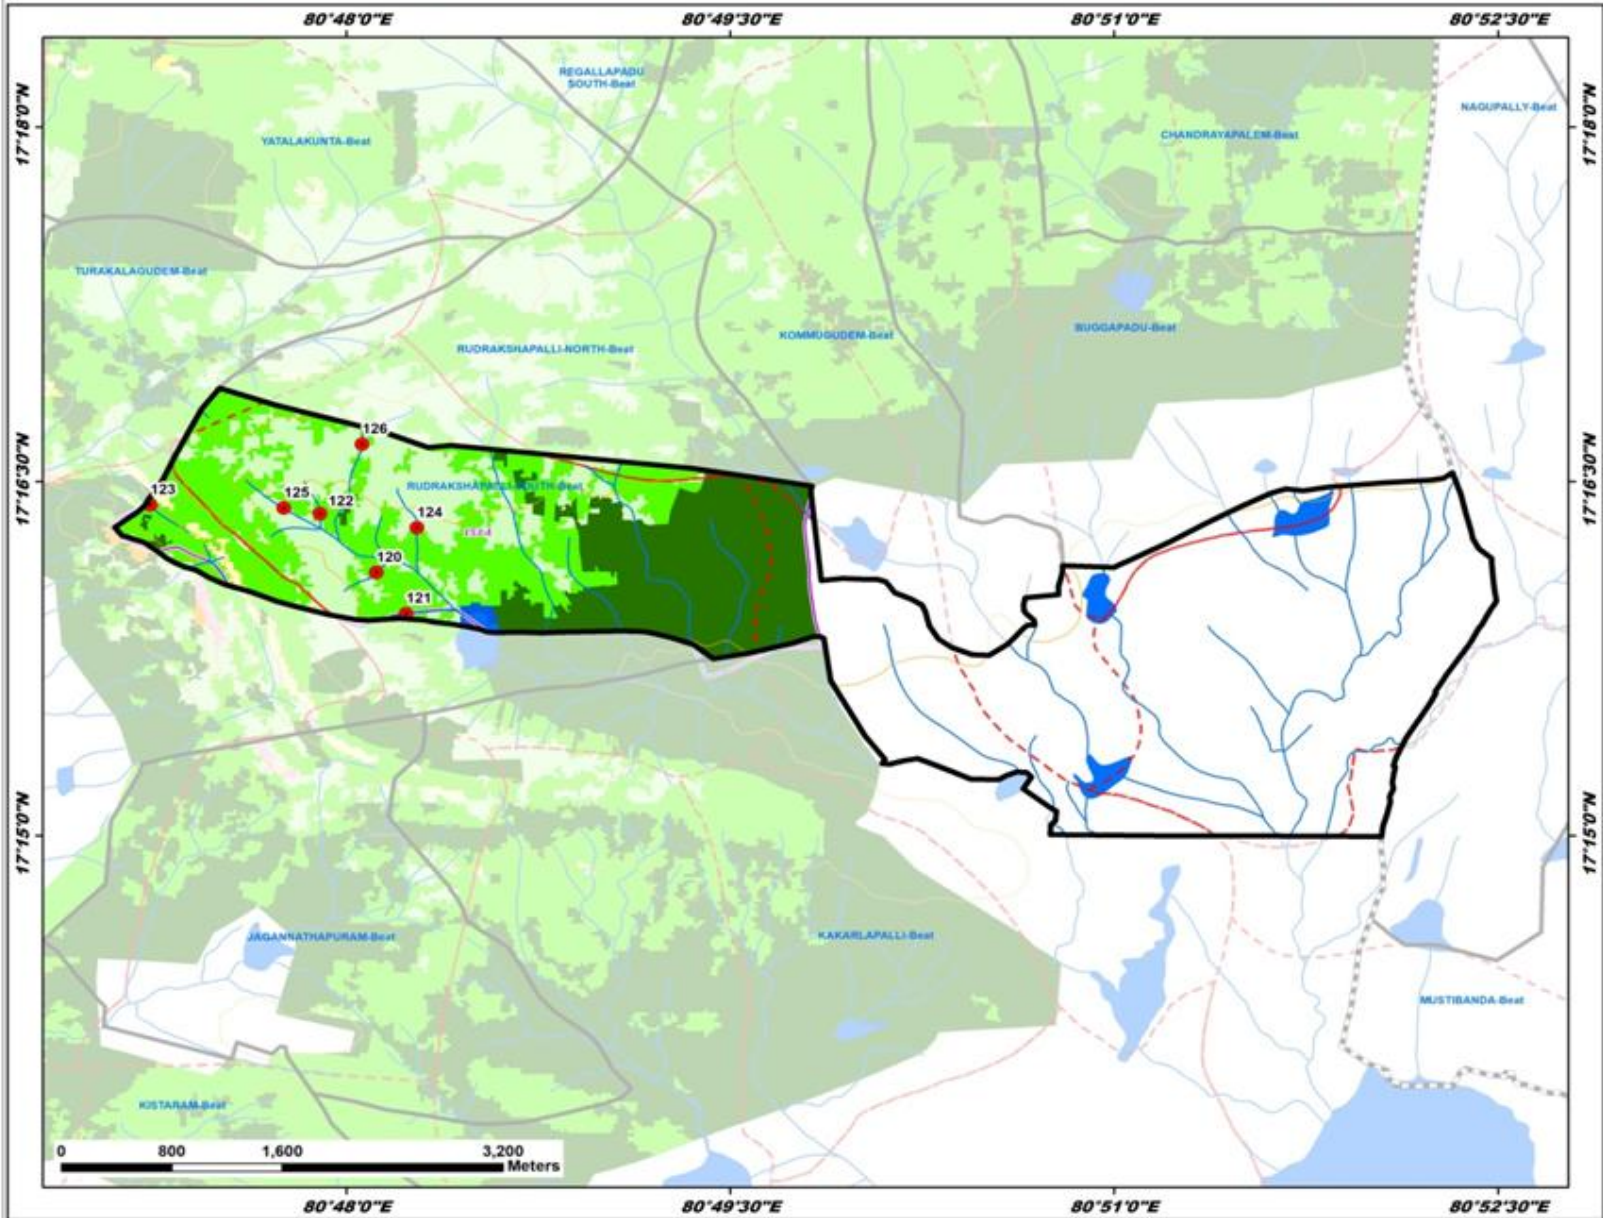 80°48'0"E 80°49'30"E 80°51'0"E 80°52'30"E
REGALLAPADU
SOUTH-Beat
NAGUPALLY-Beat
17°18'0"N 17°18'0"N
YATALAKUNTA-Beat
CHANDRAYAPALEM-Beat
TURAKALAGUDEM-Beat
BUGGAPADU-Beat
KOMMUGUDEM-Beat
RUDRAKSHAPALLI-NORTH-Beat
126
17°16'30"N 17°16'30"N
RUDRAKSHAPALLI-SOUTH-Beat
123
125
122
124
120
121
17°15'0"N 17°15'0"N
JAGANNATHAPURAM-Beat
KAKARLAPALLI-Beat
MUSTIBANDA-Beat
KISTARAM-Beat
0 800 1,600 3,200
Meters
80°48'0"E 80°49'30"E 80°51'0"E 80°52'30"E